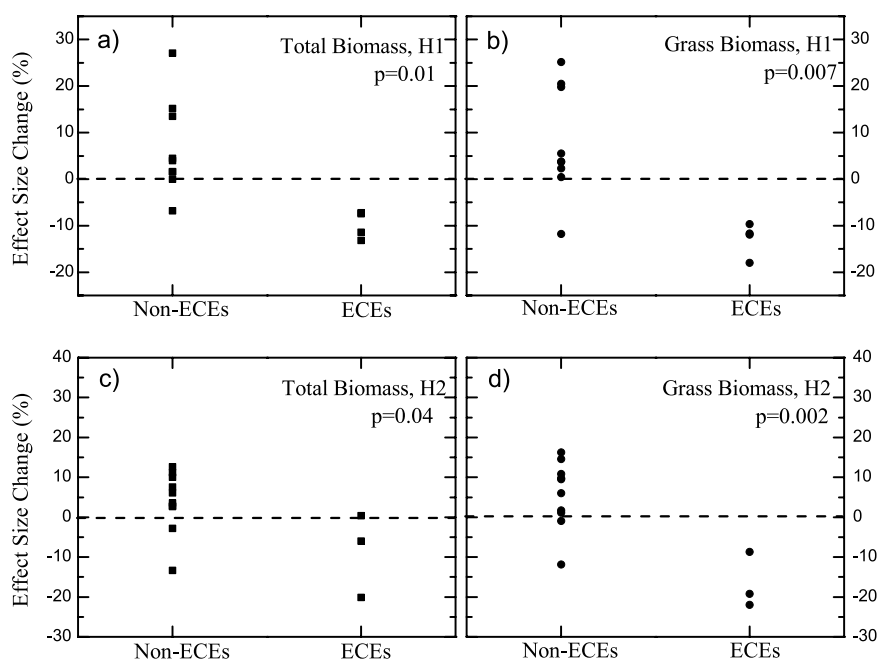 a)
Total Biomass, H1
p=0.01
b)
Grass Biomass, H1
p=0.007
Effect Size Change (%)
30
20
10
0
-10
-20
30
20
10
0
-10
-20
Non-ECEs
ECEs
Non-ECEs
ECEs
c)
Total Biomass, H2
p=0.04
d)
Grass Biomass, H2
p=0.002
Effect Size Change (%)
40
30
20
10
0
-10
-20
-30
40
30
20
10
0
-10
-20
-30
Non-ECEs
ECEs
Non-ECEs
ECEs